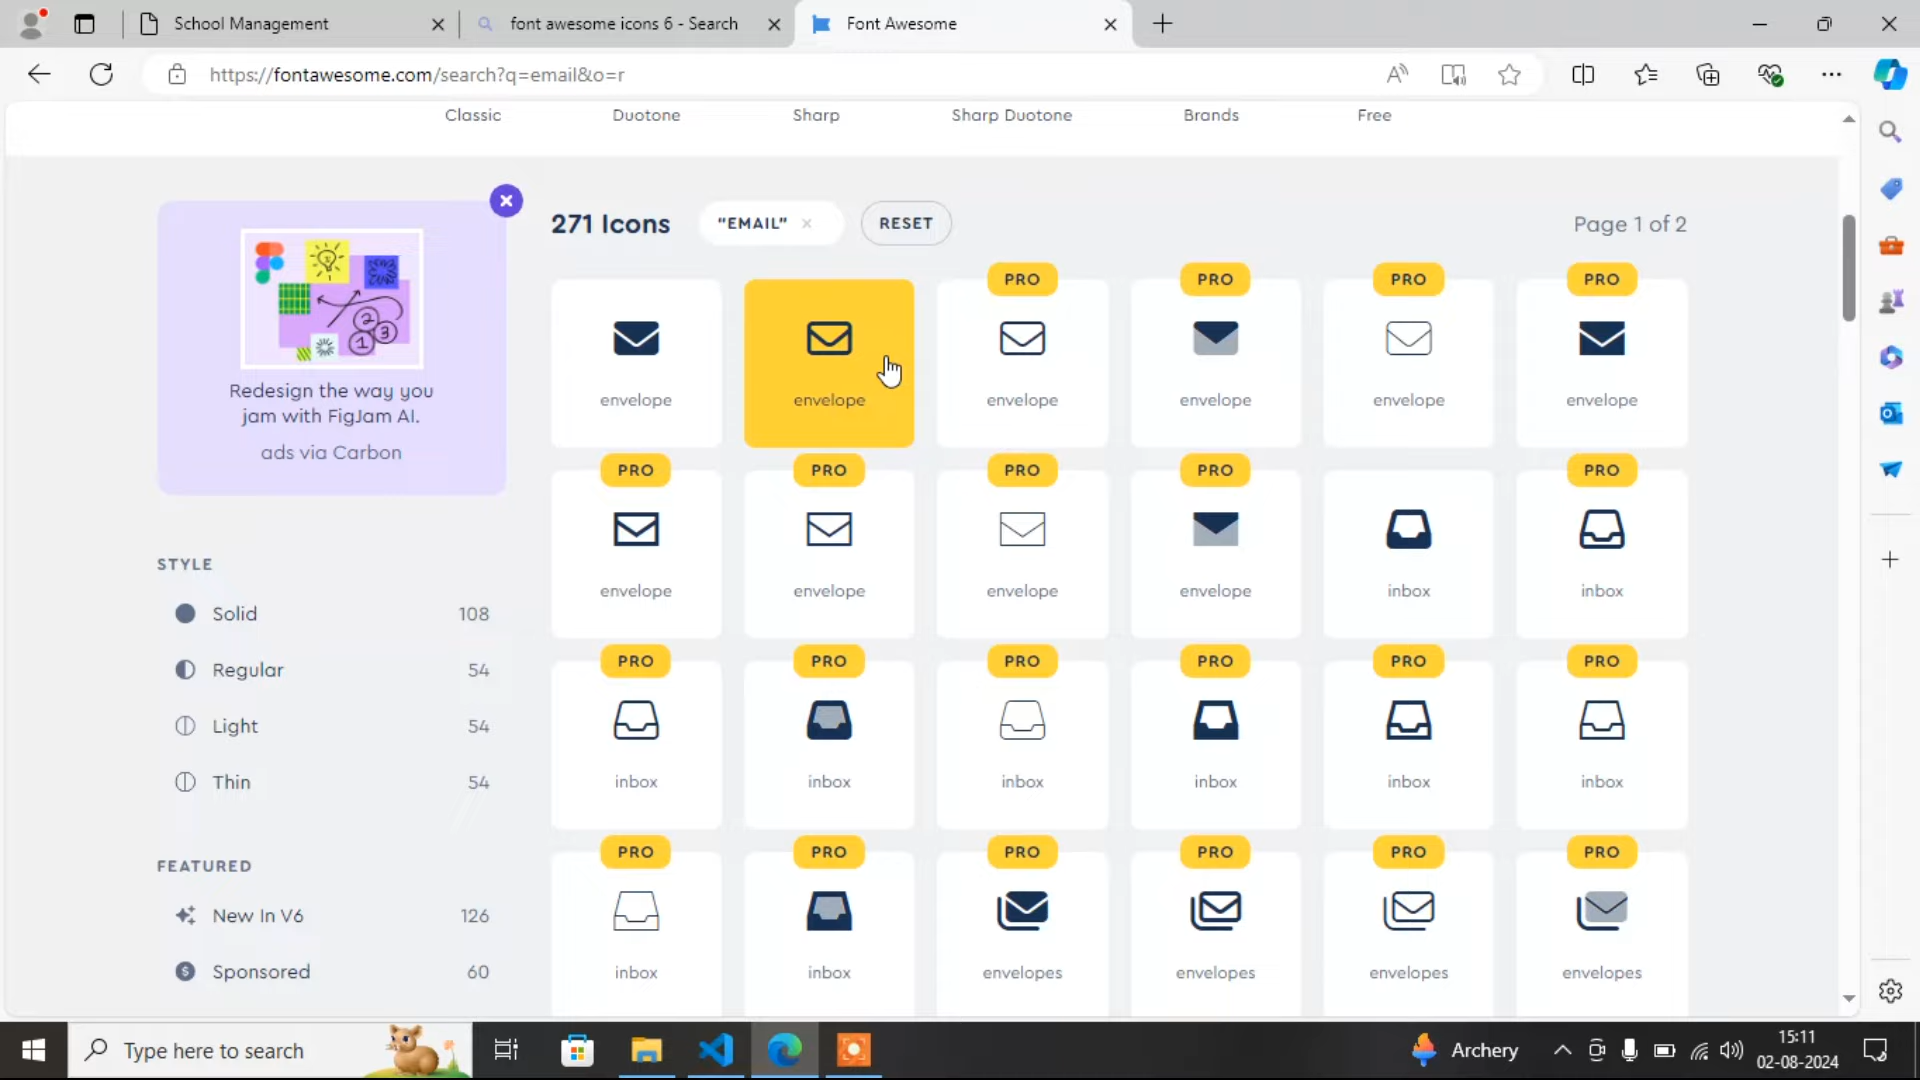 School Management
font awesome icons 6 - Search
Font Awesome
https://fontawesome.com/search?q=email&o=r
Classic Duotone Sharp Sharp Duotone Brands Free
Redesign the way you
jam with FigJam AI.
ads via Carbon
271 Icons "EMAIL" RESET Page 1 of 2
PRO PRO PRO PRO
envelope envelope envelope envelope envelope envelope
PRO PRO PRO PRO PRO
envelope envelope envelope envelope inbox inbox
PRO PRO PRO PRO PRO PRO
inbox inbox inbox inbox inbox inbox
PRO PRO PRO PRO PRO PRO
inbox inbox envelopes envelopes envelopes envelopes
STYLE
Solid 108
Regular 54
Light 54
Thin 54
FEATURED
New In V6 126
Sponsored 60
Type here to search
Archery
15:11
02-08-2024